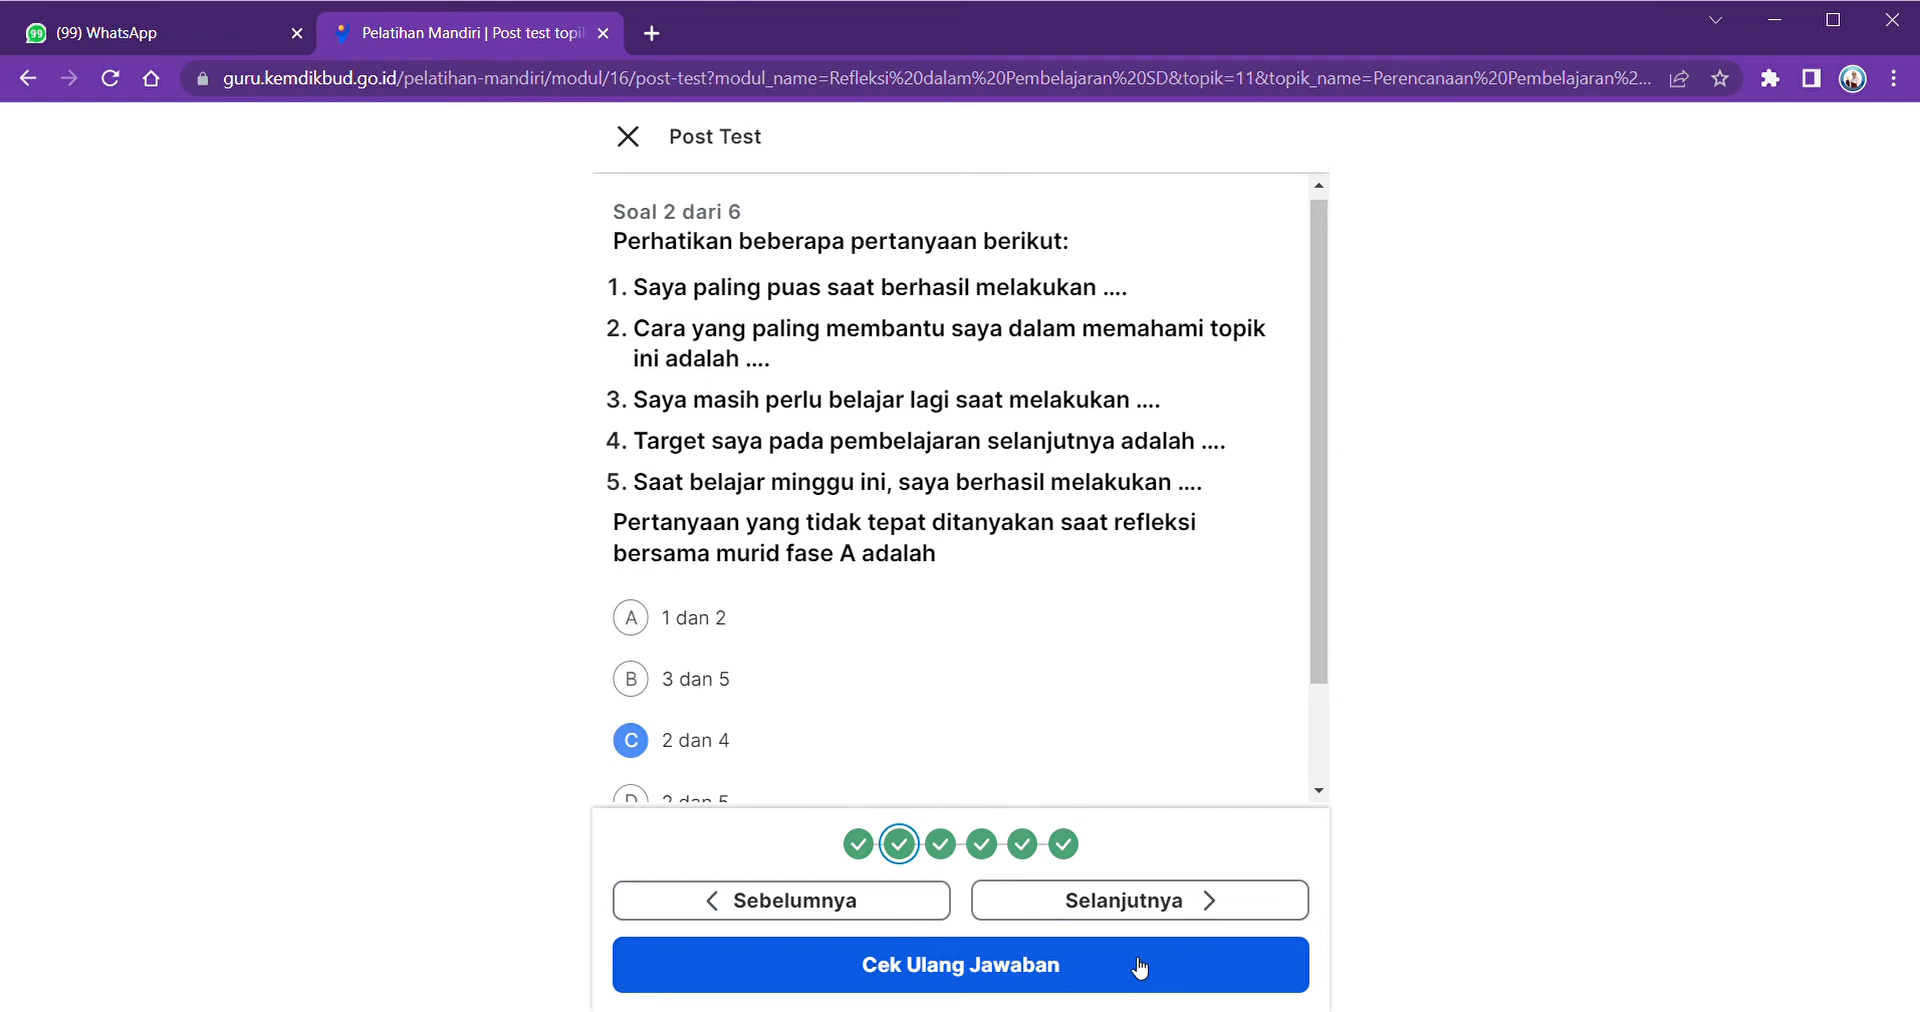 99
(99) WhatsApp
Pelatihan Mandiri | Post test topi
guru.kemdikbud.go.id/pelatihan-mandiri/modul/16/post-test?modul_name=Refleksi%20dalam%20Pembelajaran%20SD&topik=11&topik_name=Perencanaan%20Pembelajaran%2...
Post Test
Soal 2 dari 6
Perhatikan beberapa pertanyaan berikut:
1. Saya paling puas saat berhasil melakukan ....
2. Cara yang paling membantu saya dalam memahami topik
ini adalah ....
3. Saya masih perlu belajar lagi saat melakukan ....
4. Target saya pada pembelajaran selanjutnya adalah ....
5. Saat belajar minggu ini, saya berhasil melakukan ....
Pertanyaan yang tidak tepat ditanyakan saat refleksi
bersama murid fase A adalah
A 1 dan 2
B 3 dan 5
C 2 dan 4
D 2 dan 5
Sebelumnya
Selanjutnya
Cek Ulang Jawaban